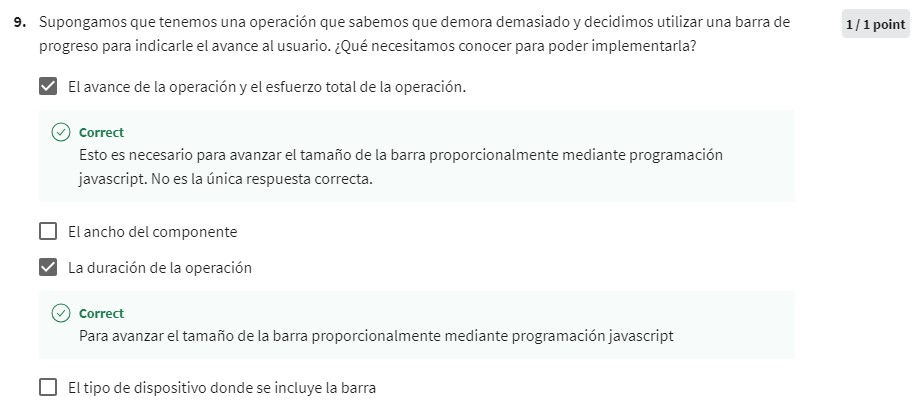 9. Supongamos que tenemos una operación que sabemos que demora demasiado y decidimos utilizar una barra de
progreso para indicarle el avance al usuario. ¿Qué necesitamos conocer para poder implementarla?
1 / 1 point
El avance de la operación y el esfuerzo total de la operación.
Correct
Esto es necesario para avanzar el tamaño de la barra proporcionalmente mediante programación
javascript. No es la única respuesta correcta.
El ancho del componente
La duración de la operación
Correct
Para avanzar el tamaño de la barra proporcionalmente mediante programación javascript
El tipo de dispositivo donde se incluye la barra